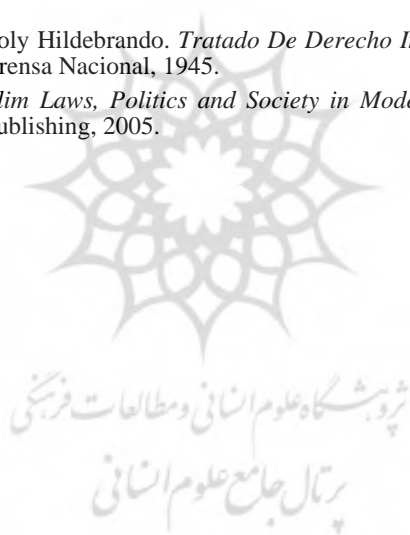 oly Hildebrando. Tratado De Derecho In
rensa Nacional, 1945.
lim Laws, Politics and Society in Mode
ublishing, 2005.
پژوهشگاه علوم انسانی و مطالعات فرهنگی
پرتال جامع علوم انسانی